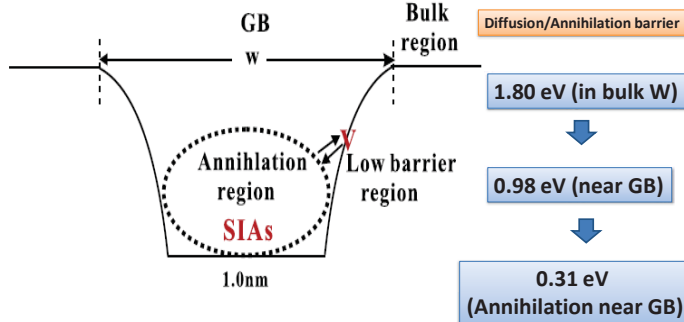 GB
Bulk
region
w
V
Annihlation
region
Low barrier
region
SIAs
1.0nm
Diffusion/Annihilation barrier
1.80 eV (in bulk W)
0.98 eV (near GB)
0.31 eV
(Annihilation near GB)